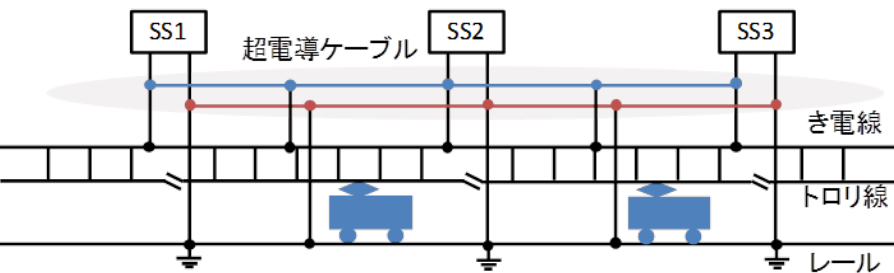 SS1
SS2
SS3
超電導ケーブル
き電線
トロリ線
レール